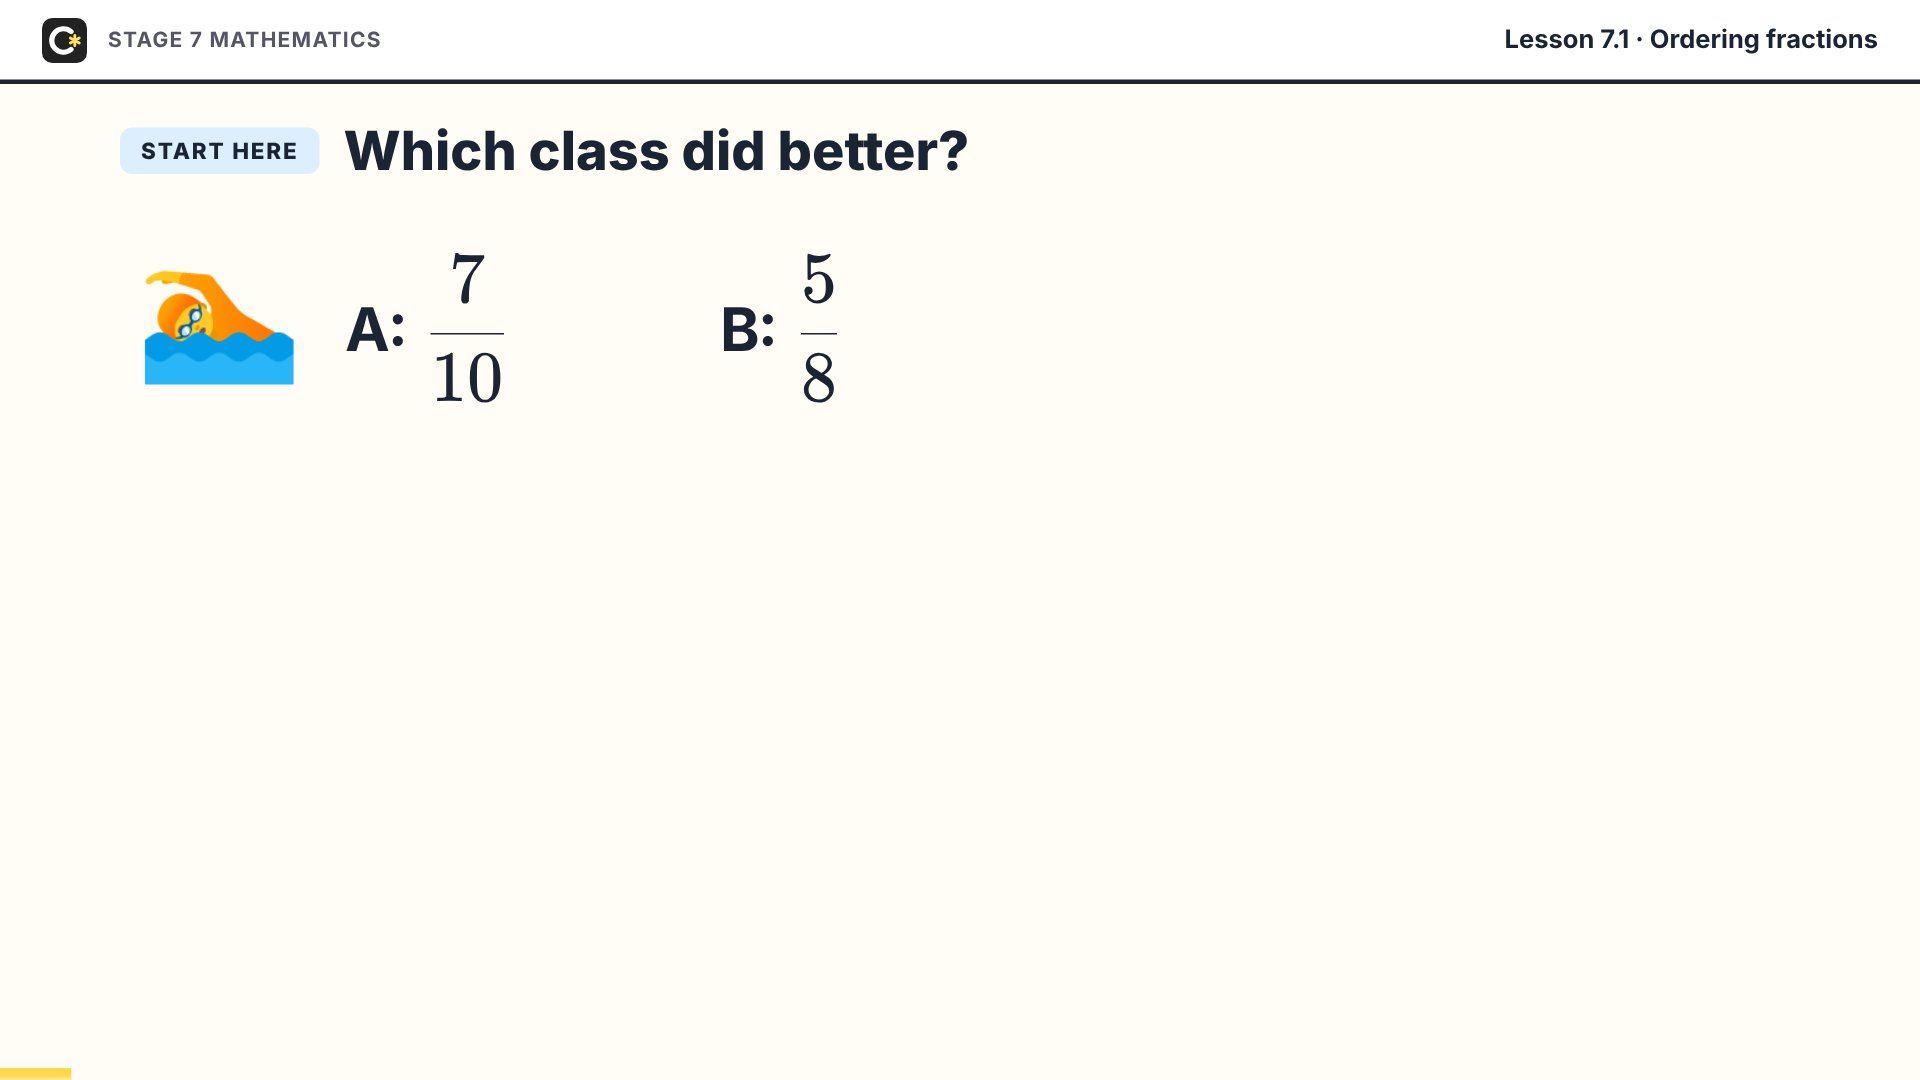 STAGE 7 MATHEMATICS
Lesson 7.1 · Ordering fractions
START HERE
Which class did better?
A: 7/10
B: 5/8